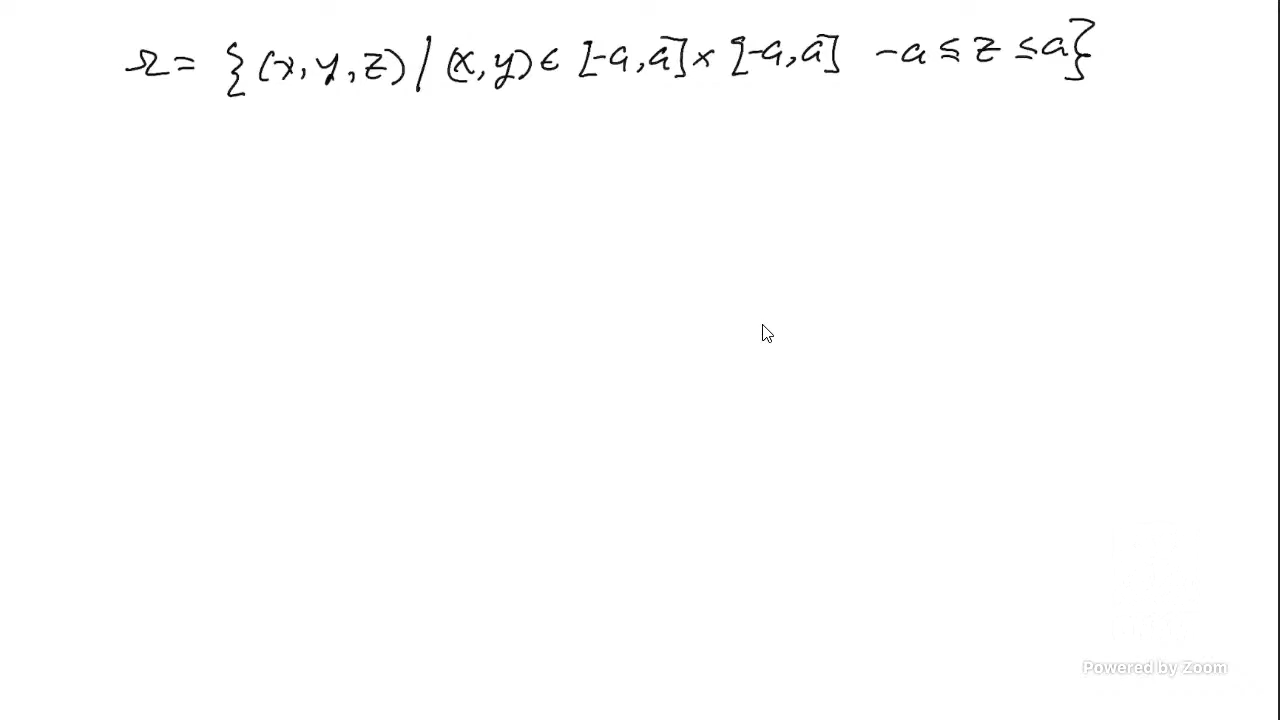 Ω = {(x, y, z) | (x, y) ∈ [-a, a] × [-a, a] -a ≤ z ≤ a}
Powered by Zoom